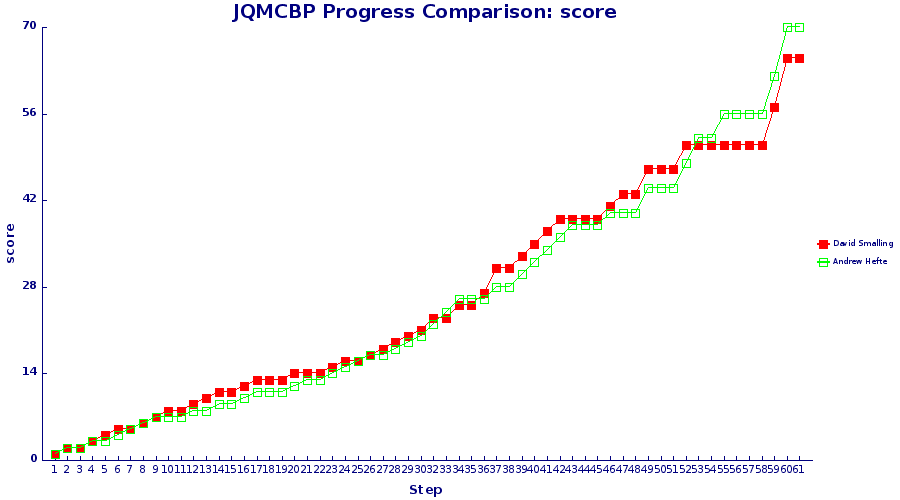 JQMCBP Progress Comparison: score
70
56
42
28
14
0
score
1 2 3 4 5 6 7 8 9 10 11 12 13 14 15 16 17 18 19 20 21 22 23 24 25 26 27 28 29 30 31 32 33 34 35 36 37 38 39 40 41 42 43 44 45 46 47 48 49 50 51 52 53 54 55 56 57 58 59 60 61
Step
David Smalling
Andrew Hefte